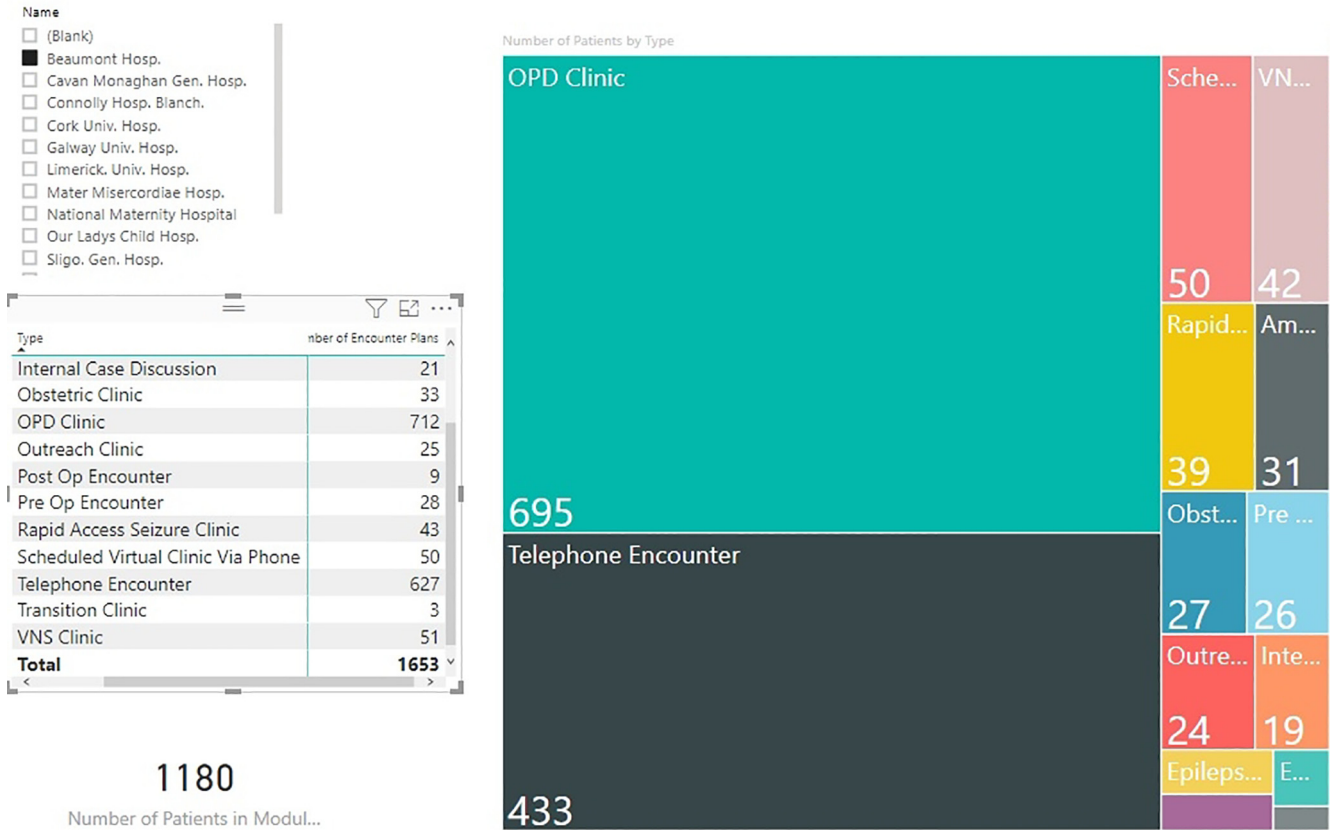 Name
(Blank)
Beaumont Hosp.
Cavan Monaghan Gen. Hosp.
Connolly Hosp. Blanch.
Cork Univ. Hosp.
Galway Univ. Hosp.
Limerick. Univ. Hosp.
Mater Misercordiae Hosp.
National Maternity Hospital
Our Ladys Child Hosp.
Sligo. Gen. Hosp.
Type nber of Encounter Plans
Internal Case Discussion 21
Obstetric Clinic 33
OPD Clinic 712
Outreach Clinic 25
Post Op Encounter 9
Pre Op Encounter 28
Rapid Access Seizure Clinic 43
Scheduled Virtual Clinic Via Phone 50
Telephone Encounter 627
Transition Clinic 3
VNS Clinic 51
Total 1653
1180
Number of Patients in Modul...
Number of Patients by Type
OPD Clinic
695
Telephone Encounter
433
Sche...
50
VN...
42
Rapid...
39
Am...
31
Obst...
27
Pre ...
26
Outre...
24
Inte...
19
Epileps...
E...